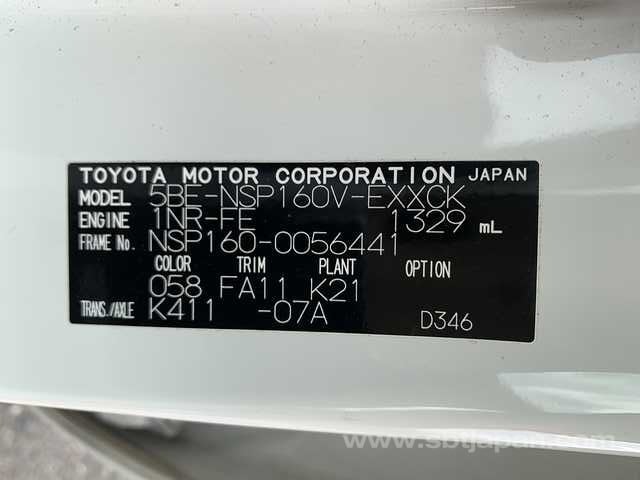 TOYOTA MOTOR CORPORATION JAPAN
MODEL 5BE-NSP160V-EXXCK
ENGINE 1NR-FE 1329 mL
FRAME No. NSP160-0056441
COLOR TRIM PLANT OPTION
058 FA11 K21
TRANS./AXLE K411 -07A D346
www.sbtjapan.com